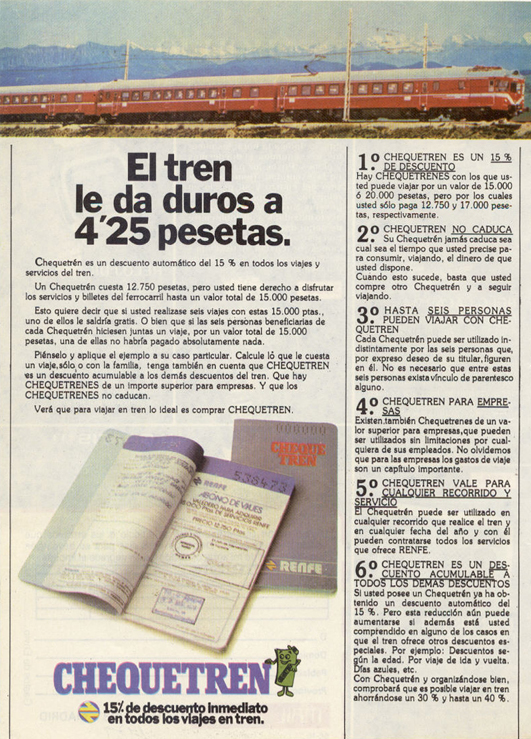 El tren
le da duros a
4'25 pesetas.
Chequetrén es un descuento automático del 15 % en todos los viajes y
servicios del tren.
Un Chequetrén cuesta 12.750 pesetas, pero usted tiene derecho a disfrutar
los servicios y billetes del ferrocarril hasta un valor total de 15.000 pesetas.
Esto quiere decir que si usted realizase seis viajes con estas 15.000 ptas.,
uno de ellos le saldría gratis. O bien que si las seis personas beneficiarias de
cada Chequetrén hiciesen juntas un viaje, por un valor total de 15.000
pesetas, una de ellas no habría pagado absolutamente nada.
Piénselo y aplique el ejemplo a su caso particular. Calcule ló que le cuesta
un viaje, sólo o con la familia, tenga también en cuenta que CHEQUETREN
es un descuento acumulable a los demás descuentos del tren. Que hay
CHEQUETRENES de un importe superior para empresas. Y que los
CHEQUETRENES no caducan.
Verá que para viajar en tren lo ideal es comprar CHEQUETREN.
000000
CHEQUE
TREN
RENFE
538473
RENFE
ABONO DE VIAJES
PRECIO 12.750 Ptas.
CHEQUETREN
15% de descuento inmediato
en todos los viajes en tren.
1.º CHEQUETREN ES UN 15 %
DE DESCUENTO
Hay CHEQUETRENES con los que us-
ted puede viajar por un valor de 15.000
ó 20.000 pesetas, pero por los cuales
usted sólo paga 12.750 y 17.000 pese-
tas, respectivamente.
2.º CHEQUETREN NO CADUCA
Su Chequetrén jamás caduca sea
cual sea el tiempo que usted precise pa-
ra consumir, viajando, el dinero de que
usted dispone.
Cuando esto sucede, basta que usted
compre otro Chequetrén y a seguir
viajando.
3.º HASTA SEIS PERSONAS
PUEDEN VIAJAR CON CHE-
QUETREN
Cada Chequetrén puede ser utilizado in-
distintamente por las seis personas que,
por expreso deseo de su titular, figuren
en él. No es necesario que entre estas
seis personas exista vínculo de parentesco
alguno.
4.º CHEQUETREN PARA EMPRE-
SAS
Existen también Chequetrenes de un va-
lor superior para empresas, que pueden
ser utilizados sin limitaciones por cual-
quiera de sus empleados. No olvidemos
que para las empresas los gastos de viaje
son un capítulo importante.
5.º CHEQUETREN VALE PARA
CUALQUIER RECORRIDO Y
SERVICIO
El Chequetrén puede ser utilizado en
cualquier recorrido que realice el tren y
en cualquier fecha del año y con él
pueden contratarse todos los servicios
que ofrece RENFE.
6.º CHEQUETREN ES UN DES-
CUENTO ACUMULABLE A
TODOS LOS DEMAS DESCUENTOS
Si usted posee un Chequetrén ya ha ob-
tenido un descuento automático del
15 %. Pero esta reducción aún puede
aumentarse si además está usted
comprendido en alguno de los casos en
que el tren ofrece otros descuentos es-
peciales. Por ejemplo: Descuentos se-
gún la edad. Por viaje de ida y vuelta.
Días azules, etc.
Con Chequetrén y organizándose bien,
comprobará que es posible viajar en tren
ahorrándose un 30 % y hasta un 40 %.